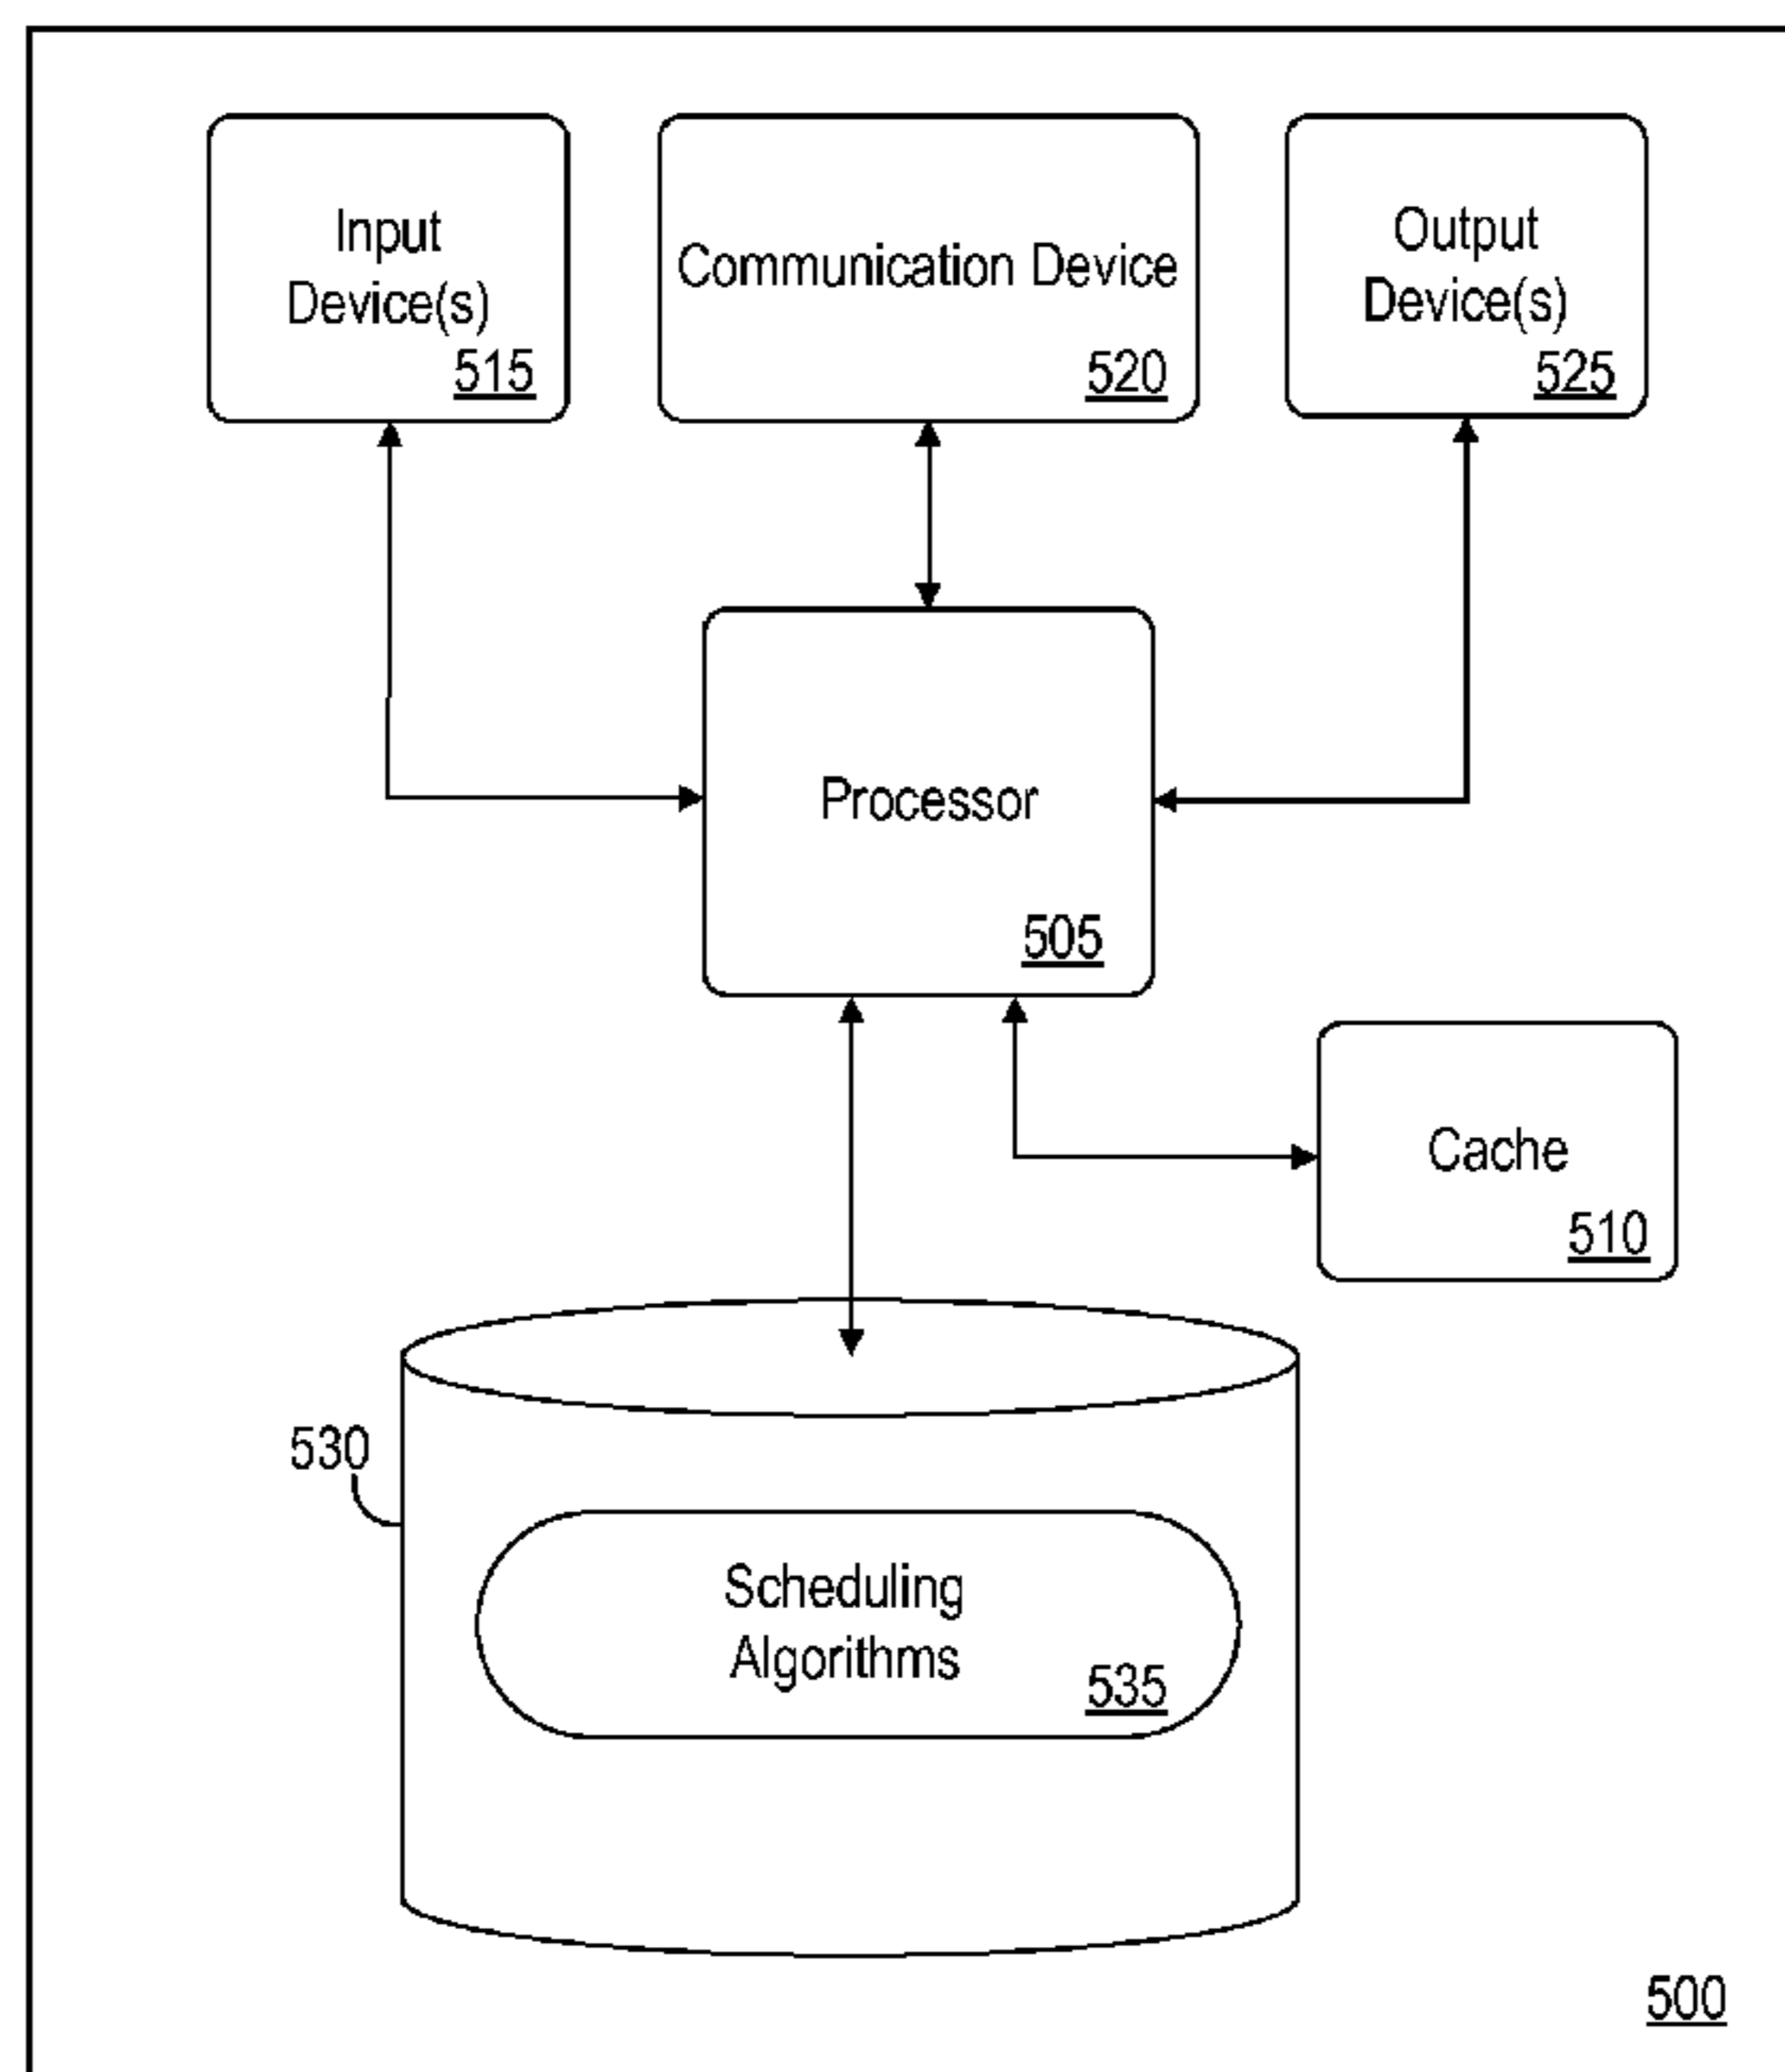 Input
Device(s)
515
Communication Device
520
Output
Device(s)
525
Processor
505
Cache
510
530
Scheduling
Algorithms
535
500